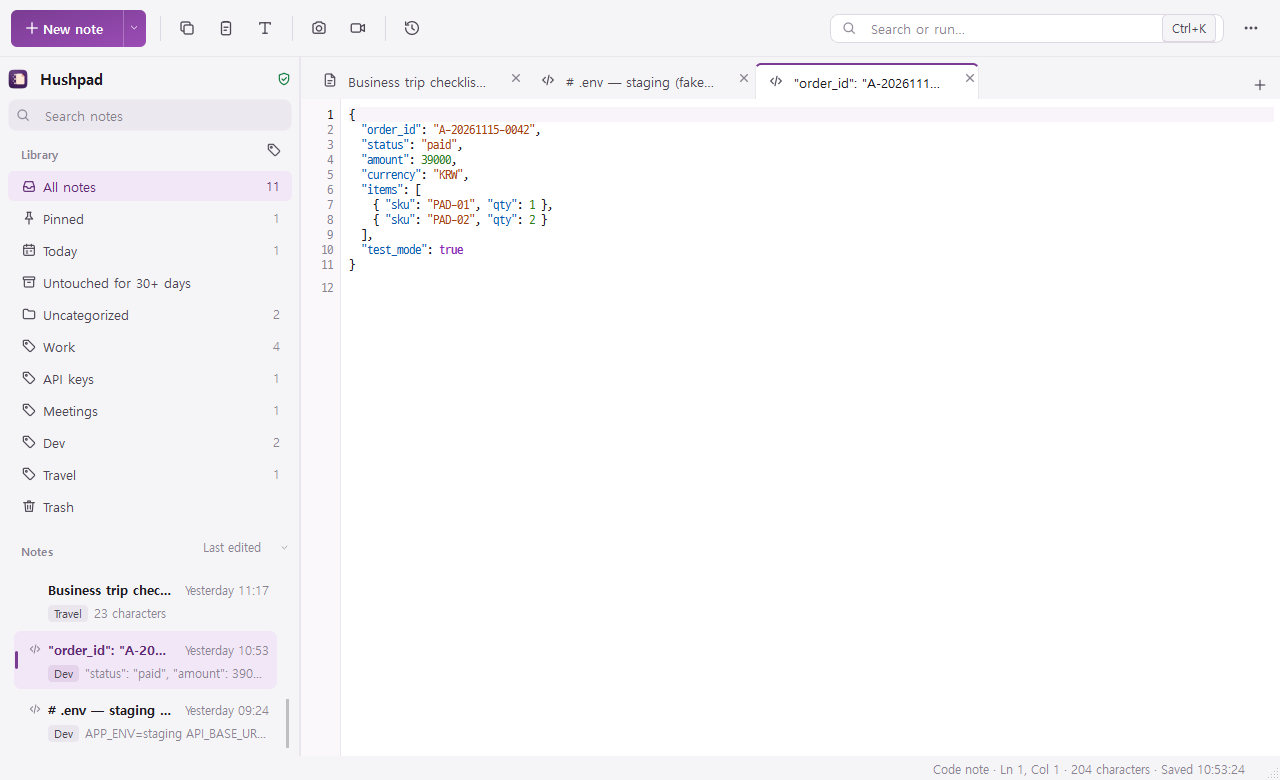 New note
Search or run...
Ctrl+K
Hushpad
Search notes
Library
All notes 11
Pinned 1
Today 1
Untouched for 30+ days
Uncategorized 2
Work 4
API keys 1
Meetings 1
Dev 2
Travel 1
Trash
Notes Last edited
Business trip chec... Yesterday 11:17
Travel 23 characters
"order_id": "A-20... Yesterday 10:53
Dev "status": "paid", "amount": 390...
# .env — staging ... Yesterday 09:24
Dev APP_ENV=staging API_BASE_UR...
Business trip checklis...
# .env — staging (fake...
"order_id": "A-2026111...
1 {
2 "order_id": "A-20261115-0042",
3 "status": "paid",
4 "amount": 39000,
5 "currency": "KRW",
6 "items": [
7 { "sku": "PAD-01", "qty": 1 },
8 { "sku": "PAD-02", "qty": 2 }
9 ],
10 "test_mode": true
11 }
12
Code note · Ln 1, Col 1 · 204 characters · Saved 10:53:24